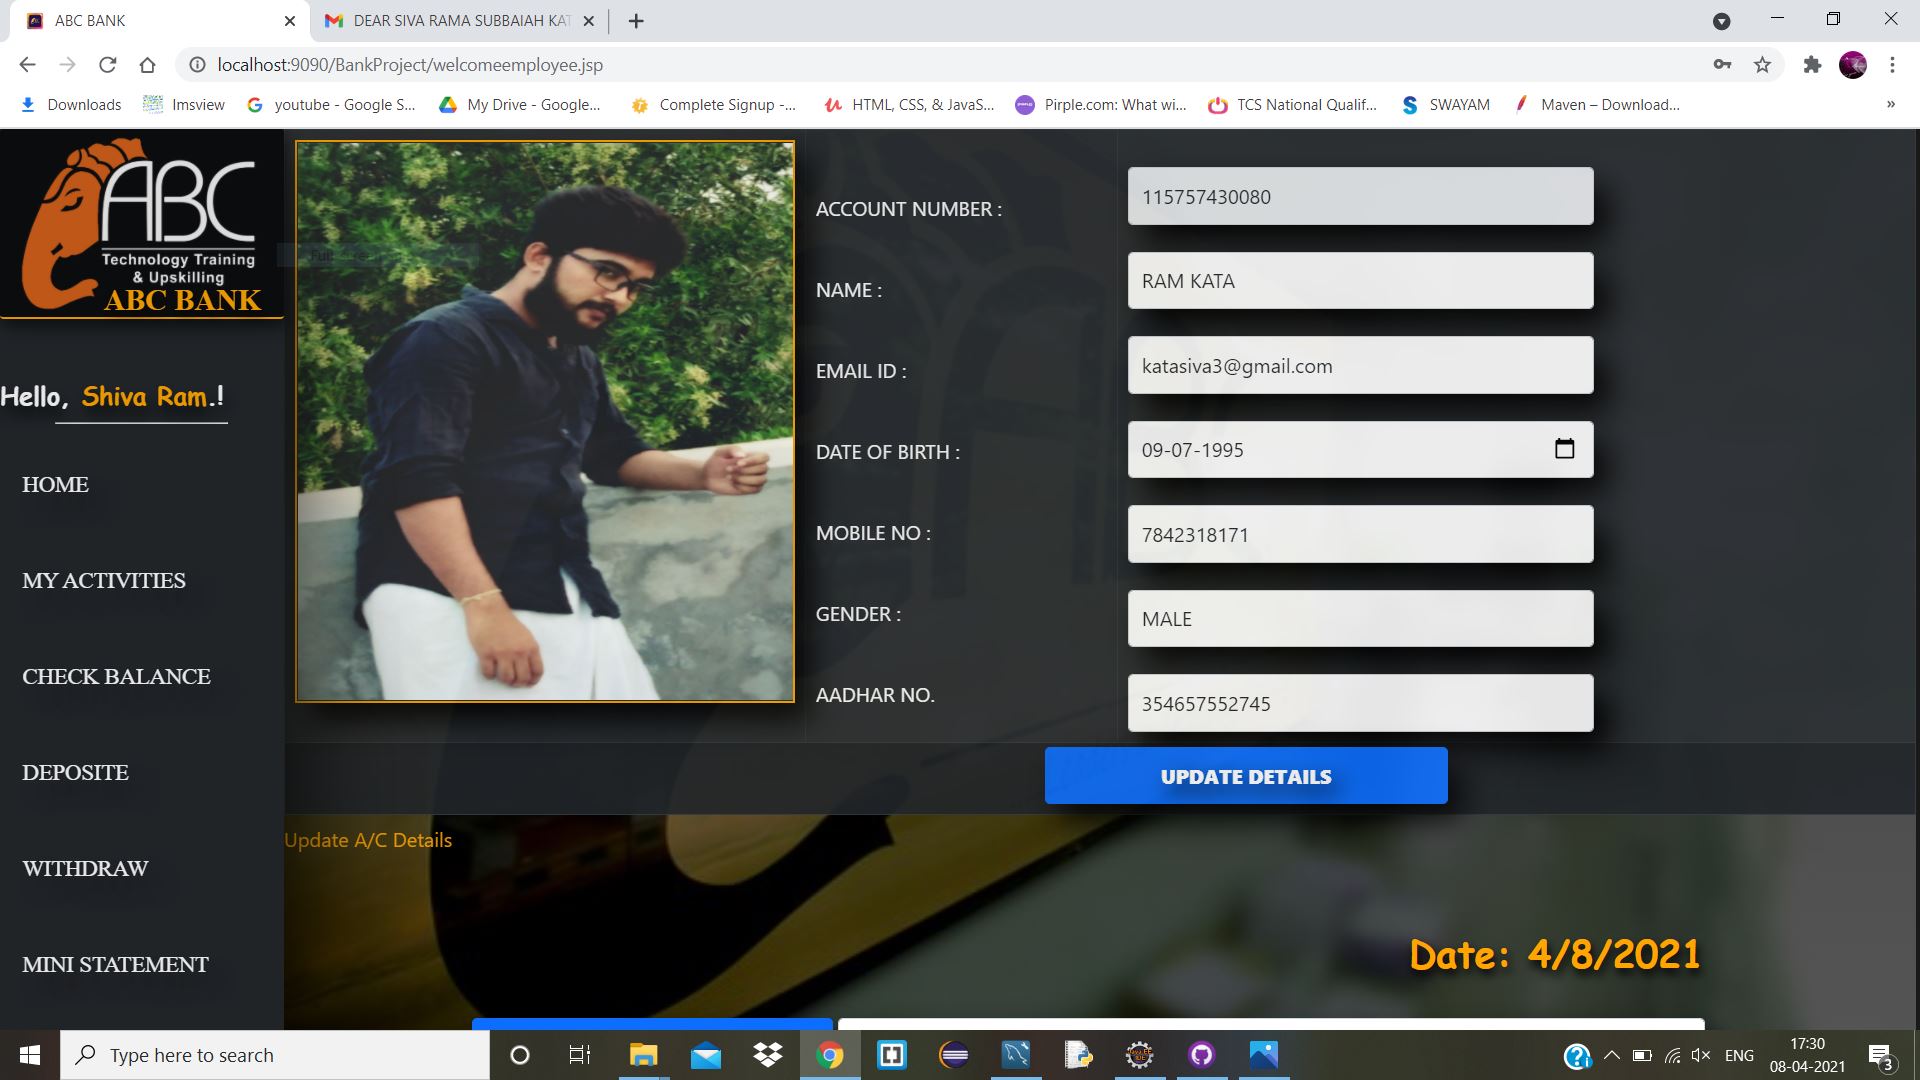 ABC BANK
DEAR SIVA RAMA SUBBAIAH KAT
localhost:9090/BankProject/welcomeemployee.jsp
Downloads
Imsview
youtube - Google S...
My Drive - Google...
Complete Signup -...
HTML, CSS, & JavaS...
Pirple.com: What wi...
TCS National Qualif...
SWAYAM
Maven – Download...
»
ABC
Technology Training
& Upskilling
ABC BANK
Hello, Shiva Ram.!
HOME
MY ACTIVITIES
CHECK BALANCE
DEPOSITE
WITHDRAW
MINI STATEMENT
ACCOUNT NUMBER : 115757430080
NAME : RAM KATA
EMAIL ID : katasiva3@gmail.com
DATE OF BIRTH : 09-07-1995
MOBILE NO : 7842318171
GENDER : MALE
AADHAR NO. 354657552745
UPDATE DETAILS
Update A/C Details
Date: 4/8/2021
Type here to search
ENG
17:30
08-04-2021
3